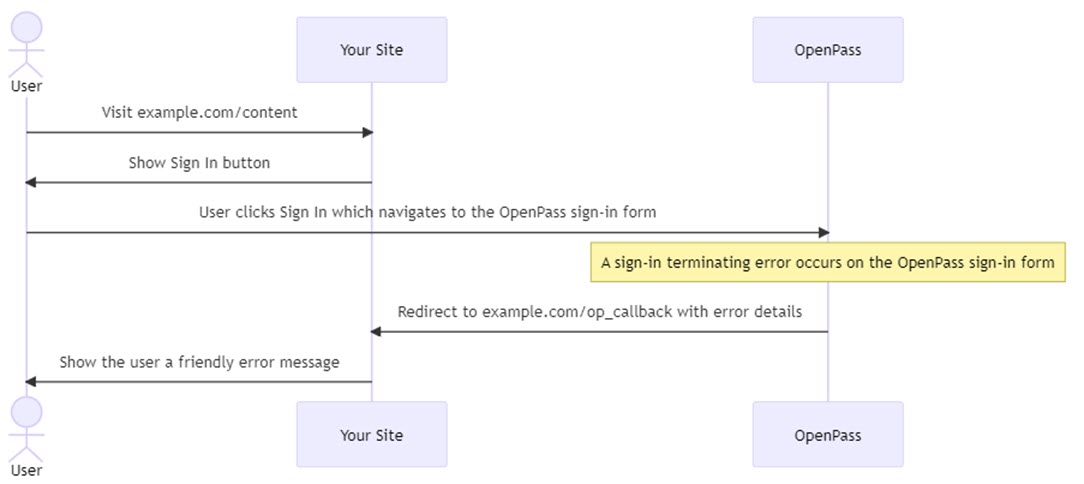 User
Your Site
OpenPass
Visit example.com/content
Show Sign In button
User clicks Sign In which navigates to the OpenPass sign-in form
A sign-in terminating error occurs on the OpenPass sign-in form
Redirect to example.com/op_callback with error details
Show the user a friendly error message
User
Your Site
OpenPass